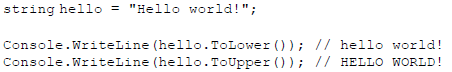 string hello = "Hello world!";
Console.WriteLine(hello.ToLower()); // hello world!
Console.WriteLine(hello.ToUpper()); // HELLO WORLD!